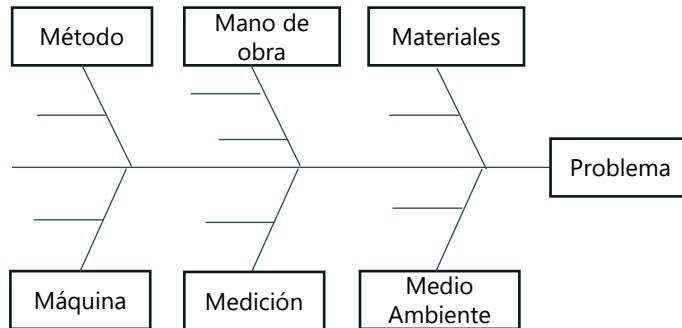 Método
Mano de
obra
Materiales
Problema
Máquina
Medición
Medio
Ambiente